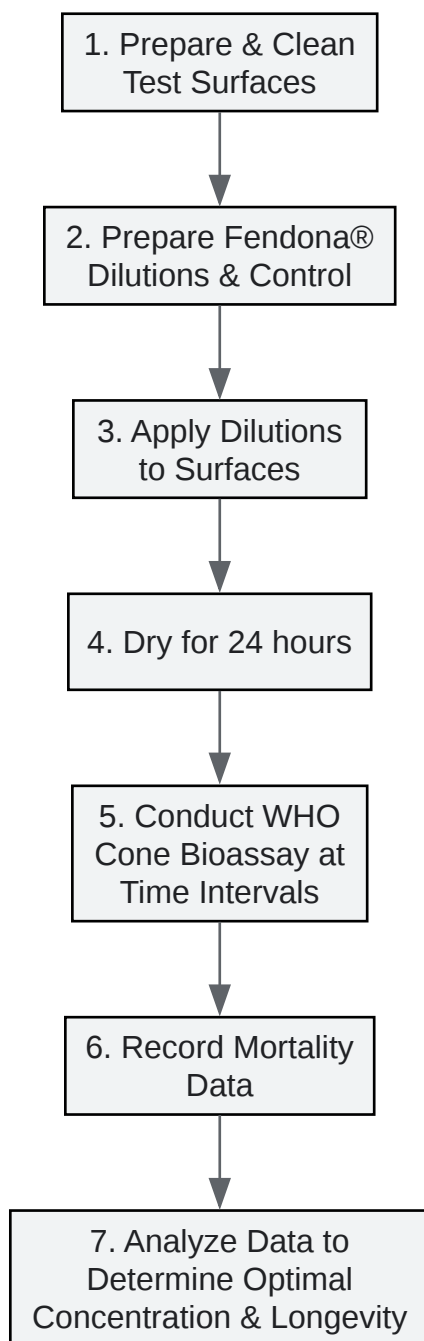 1. Prepare & Clean
Test Surfaces
2. Prepare Fendona®
Dilutions & Control
3. Apply Dilutions
to Surfaces
4. Dry for 24 hours
5. Conduct WHO
Cone Bioassay at
Time Intervals
6. Record Mortality
Data
7. Analyze Data to
Determine Optimal
Concentration & Longevity